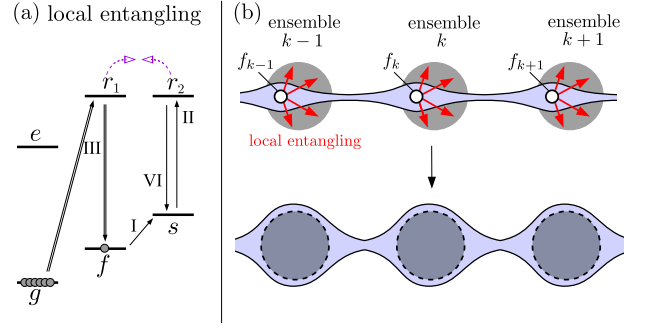 (a) local entangling
r₁
r₂
e
III
II
VI
I
s
f
g
(b)
ensemble
k − 1
ensemble
k
ensemble
k + 1
fₖ₋₁
fₖ
fₖ₊₁
local entangling